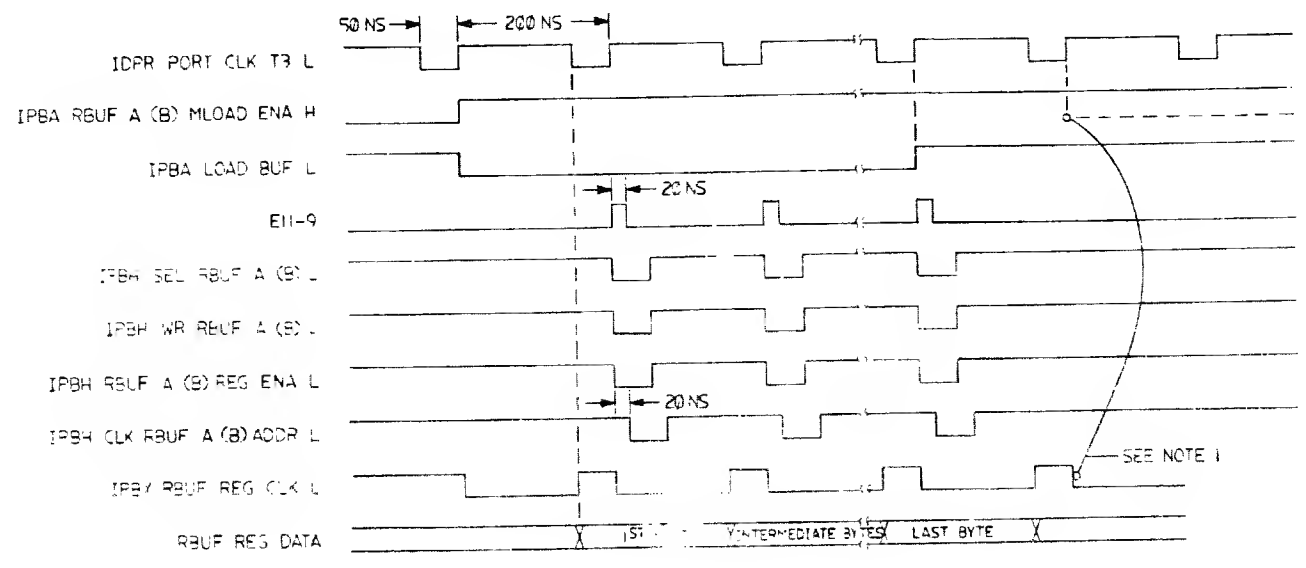 50 NS 200 NS
IDPR PORT CLK T3 L
IPBA RBUF A (B) MLOAD ENA H
IPBA LOAD BUF L
20 NS
E11-9
IPBH SEL RBUF A (B) L
IPBH WR RBUF A (B) L
IPBH RBUF A (B) REG ENA L
20 NS
IPBH CLK RBUF A (B) ADDR L
SEE NOTE 1
RBUF REG CLK L
RBUF REG DATA 1ST INTERMEDIATE BYTES LAST BYTE